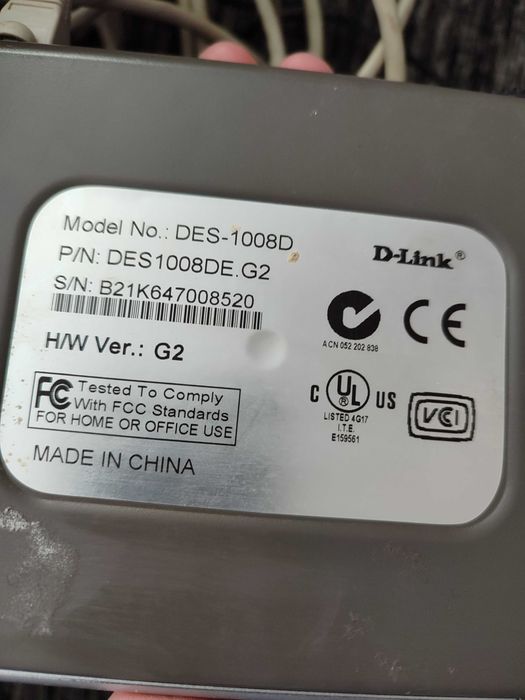 Model No.: DES-1008D
P/N: DES1008DE.G2
S/N: B21K647008520
H/W Ver.: G2
FC Tested To Comply
With FCC Standards
FOR HOME OR OFFICE USE
MADE IN CHINA
D-Link®
ACN 052 202 838
CE
C UL ® US
LISTED 4G17
I.T.E.
E159561
VCI